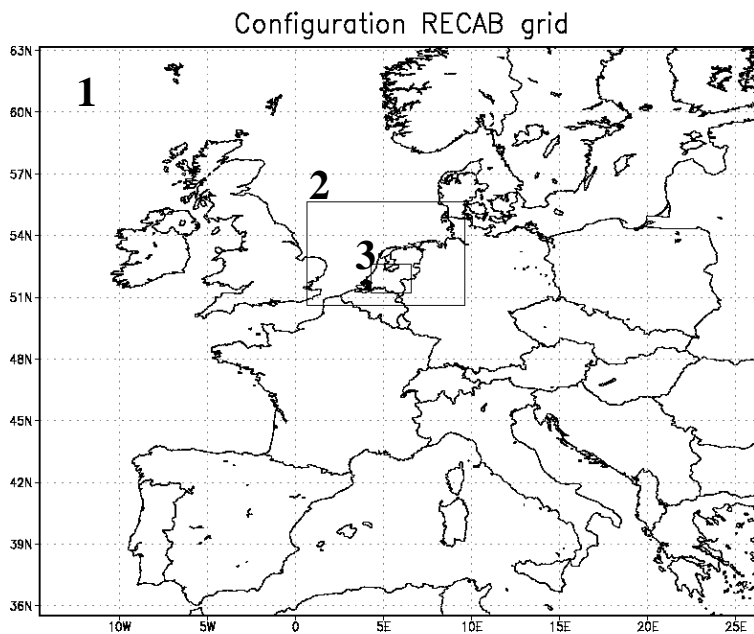 Configuration RECAB grid
63N
1
60N
57N
2
54N
3
51N
48N
45N
42N
39N
36N
10W 5W 0 5E 10E 15E 20E 25E